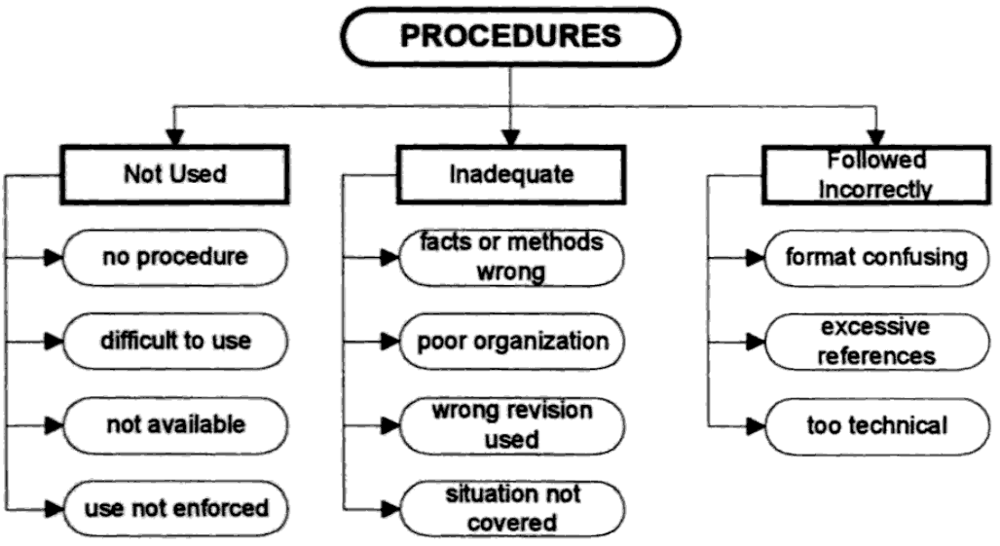 PROCEDURES
Not Used
no procedure
difficult to use
not available
use not enforced
Inadequate
facts or methods
wrong
poor organization
wrong revision
used
situation not
covered
Followed
Incorrectly
format confusing
excessive
references
too technical